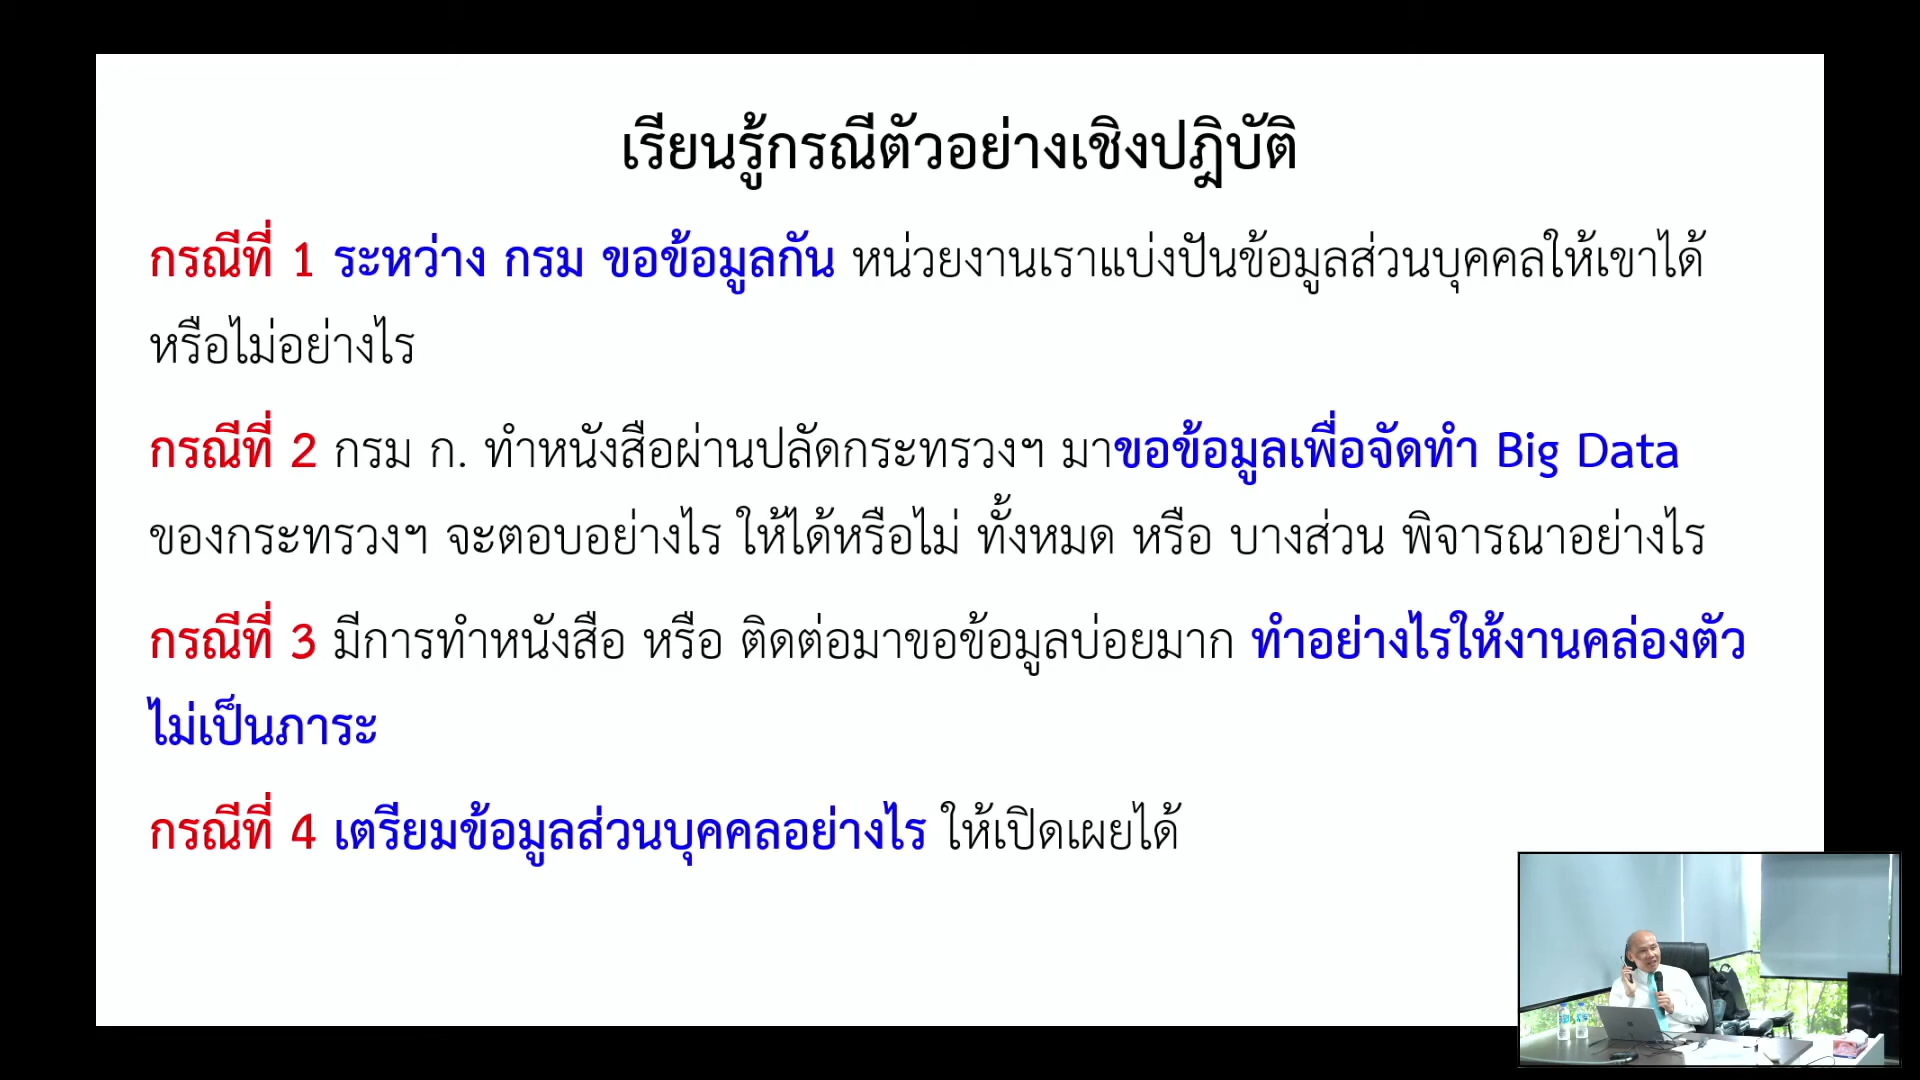 เรียนรู้กรณีตัวอย่างเชิงปฎิบัติ
กรณีที่ 1 ระหว่าง กรม ขอข้อมูลกัน หน่วยงานเราแบ่งปันข้อมูลส่วนบุคคลให้เขาได้
หรือไม่อย่างไร
กรณีที่ 2 กรม ก. ทำหนังสือผ่านปลัดกระทรวงฯ มาขอข้อมูลเพื่อจัดทำ Big Data
ของกระทรวงฯ จะตอบอย่างไร ให้ได้หรือไม่ ทั้งหมด หรือ บางส่วน พิจารณาอย่างไร
กรณีที่ 3 มีการทำหนังสือ หรือ ติดต่อมาขอข้อมูลบ่อยมาก ทำอย่างไรให้งานคล่องตัว
ไม่เป็นภาระ
กรณีที่ 4 เตรียมข้อมูลส่วนบุคคลอย่างไร ให้เปิดเผยได้